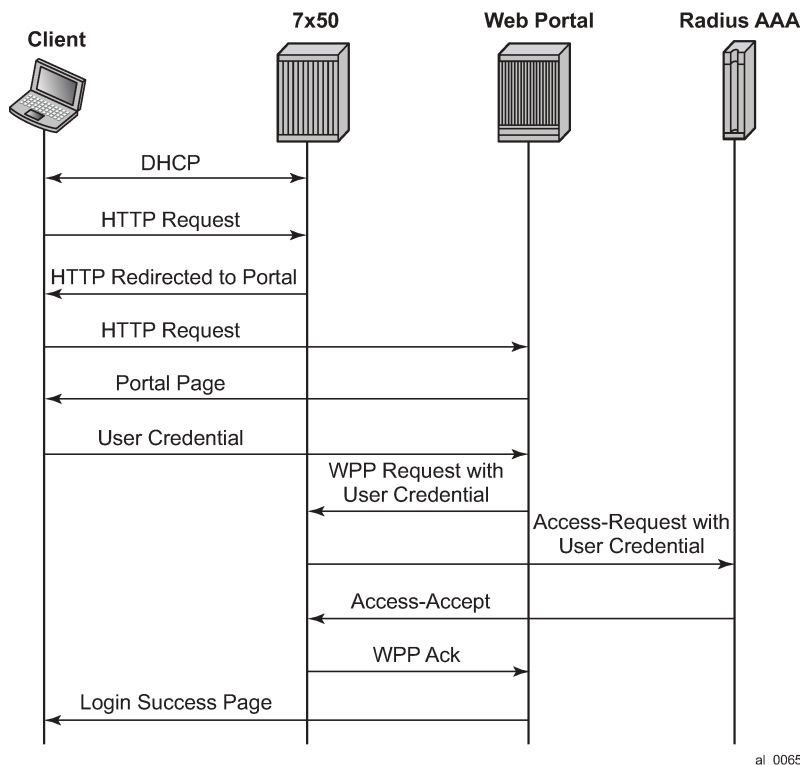 Client
7x50
Web Portal
Radius AAA
DHCP
HTTP Request
HTTP Redirected to Portal
HTTP Request
Portal Page
User Credential
WPP Request with
User Credential
Access-Request with
User Credential
Access-Accept
WPP Ack
Login Success Page
al_0065